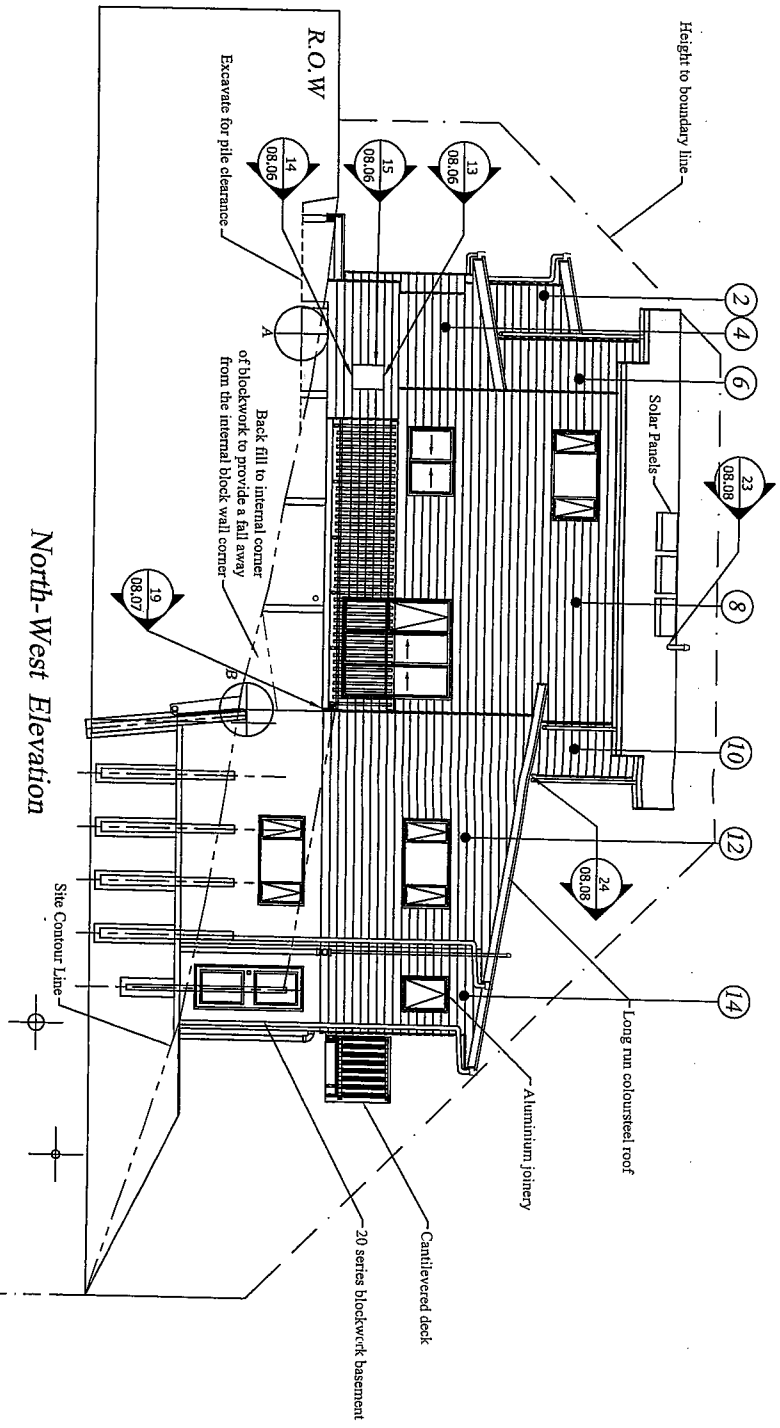 Height to boundary line
2
4
6
Solar Panels
23
08.08
8
10
12
14
R.O.W
Excavate for pile clearance
14
08.06
15
08.06
13
08.06
A
Back fill to internal corner
of blockwork to provide a fall away
from the internal block wall corner
19
08.07
B
24
08.08
Long run coloursteel roof
Aluminium joinery
Cantilevered deck
20 series blockwork basement
Site Contour Line
North-West Elevation